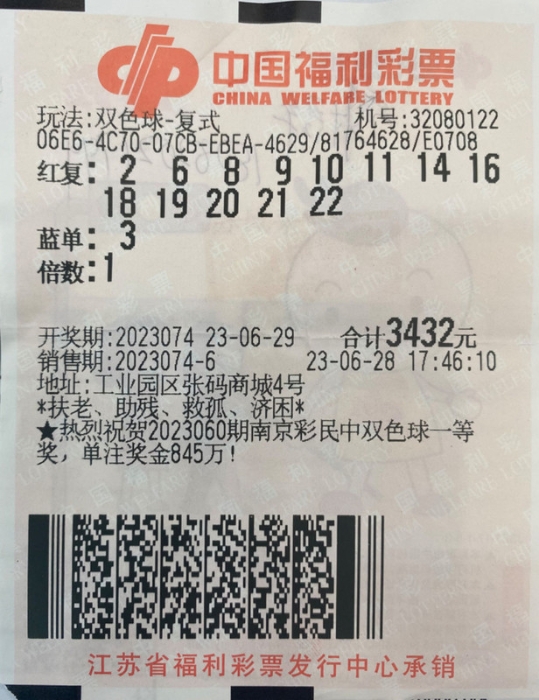 中国福利彩票
CHINA WELFARE LOTTERY
玩法:双色球-复式 机号:32080122
06E6-4C70-07CB-EBEA-4629/81764628/E0708
红复: 2 6 8 9 10 11 14 16
18 19 20 21 22
蓝单: 3
倍数:1
开奖期:2023074 23-06-29 合计3432元
销售期:2023074-6 23-06-28 17:46:10
地址:工业园区张码商城4号
*扶老、助残、救孤、济困*
★热烈祝贺2023060期南京彩民中双色球一等
奖，单注奖金845万!
江苏省福利彩票发行中心承销